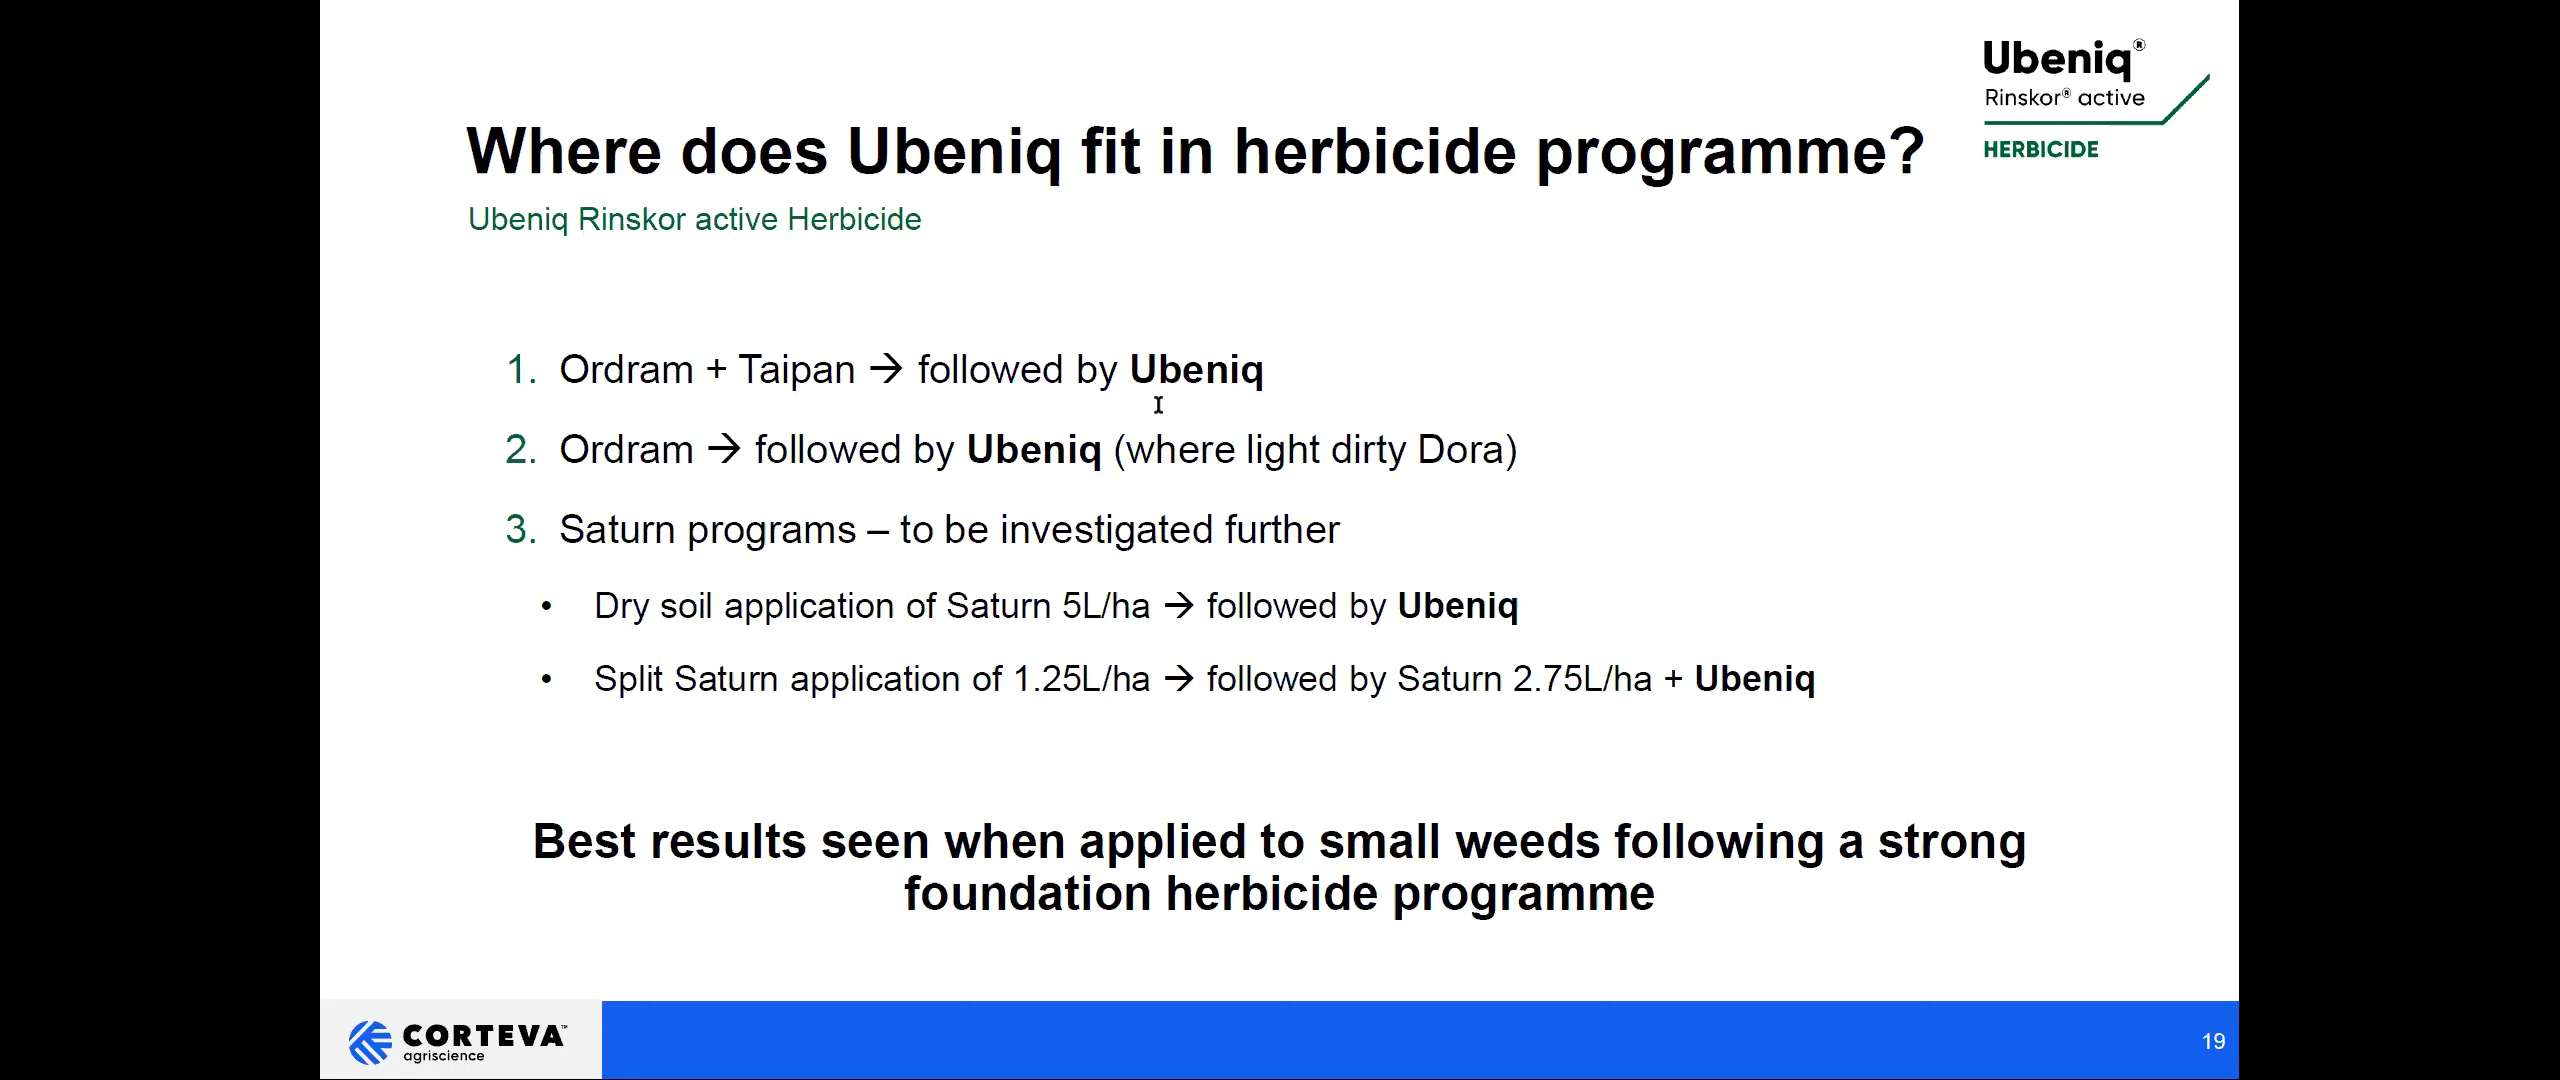 Ubeniq®
Rinskor® active
HERBICIDE
Where does Ubeniq fit in herbicide programme?
Ubeniq Rinskor active Herbicide
1. Ordram + Taipan → followed by Ubeniq
2. Ordram → followed by Ubeniq (where light dirty Dora)
3. Saturn programs – to be investigated further
• Dry soil application of Saturn 5L/ha → followed by Ubeniq
• Split Saturn application of 1.25L/ha → followed by Saturn 2.75L/ha + Ubeniq
Best results seen when applied to small weeds following a strong
foundation herbicide programme
CORTEVA™
agriscience
19